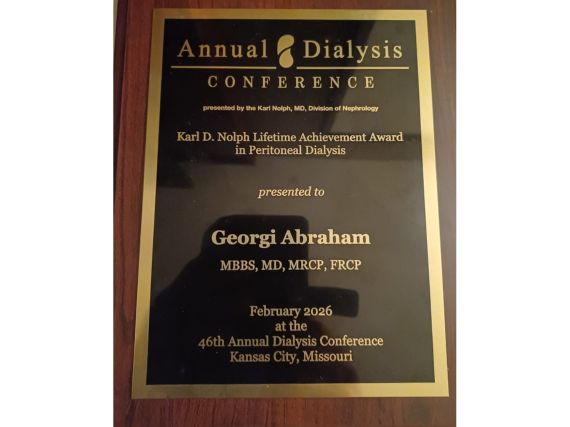 Annual Dialysis
CONFERENCE
presented by the Karl Nolph, MD, Division of Nephrology
Karl D. Nolph Lifetime Achievement Award
in Peritoneal Dialysis
presented to
Georgi Abraham
MBBS, MD, MRCP, FRCP
February 2026
at the
46th Annual Dialysis Conference
Kansas City, Missouri